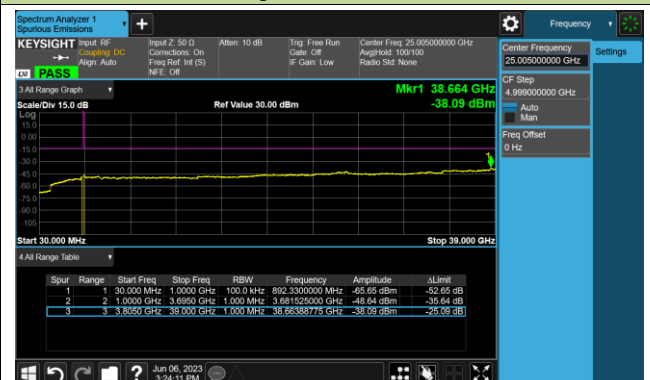 Spectrum Analyzer 1
Spurious Emissions
Frequency
KEYSIGHT
Input: RF
Coupling: DC
Align: Auto
Input Z: 50 Ω
Corrections: On
Freq Ref: Int (S)
NFE: Off
Atten: 10 dB
Trig: Free Run
Gate: Off
IF Gain: Low
Center Freq: 25.005000000 GHz
Avg|Hold: 100/100
Radio Std: None
LV PASS
Center Frequency
25.005000000 GHz
Settings
CF Step
4.999000000 GHz
Auto
Man
Freq Offset
0 Hz
3 All Range Graph
Mkr1 38.664 GHz
Scale/Div 15.0 dB
Ref Value 30.00 dBm
-38.09 dBm
Log
15.0
0.00
-15.0
-30.0
-45.0
-60.0
-75.0
-90.0
-105
1
Start 30.000 MHz
Stop 39.000 GHz
4 All Range Table
Spur Range Start Freq Stop Freq RBW Frequency Amplitude ΔLimit
1 1 30.000 MHz 1.0000 GHz 100.0 kHz 892.3300000 MHz -65.65 dBm -52.65 dB
2 2 1.0000 GHz 3.6950 GHz 1.000 MHz 3.681525000 GHz -48.64 dBm -35.64 dB
3 3 3.8050 GHz 39.000 GHz 1.000 MHz 38.66388775 GHz -38.09 dBm -25.09 dB
?
Jun 06, 2023
3:24:11 PM